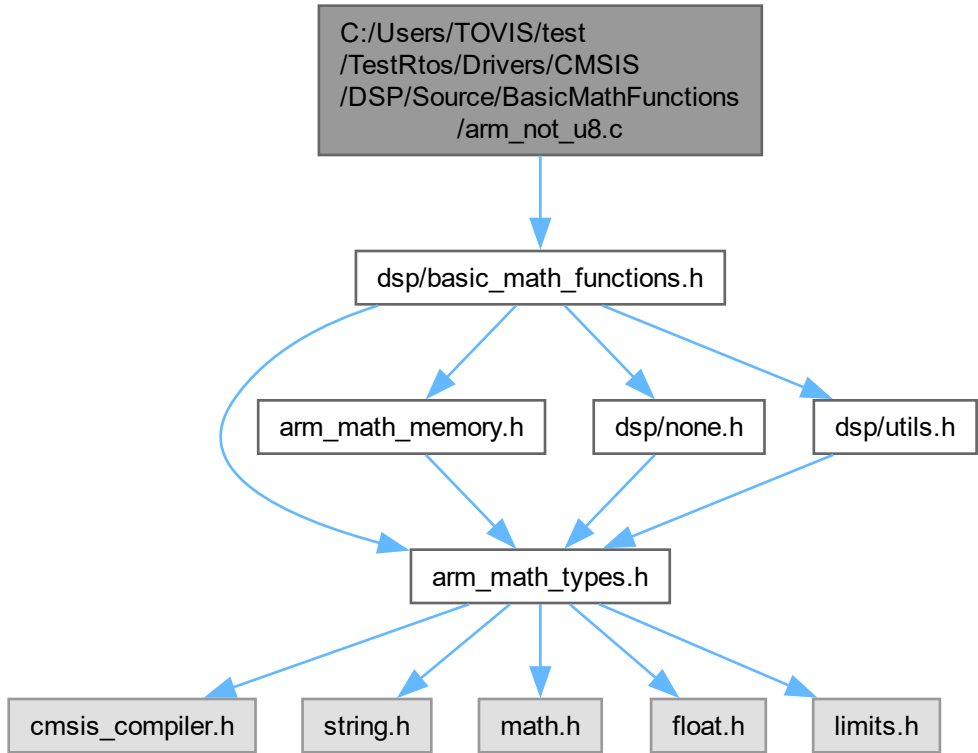 C:/Users/TOVIS/test
/TestRtos/Drivers/CMSIS
/DSP/Source/BasicMathFunctions
/arm_not_u8.c
dsp/basic_math_functions.h
arm_math_memory.h
dsp/none.h
dsp/utils.h
arm_math_types.h
cmsis_compiler.h
string.h
math.h
float.h
limits.h